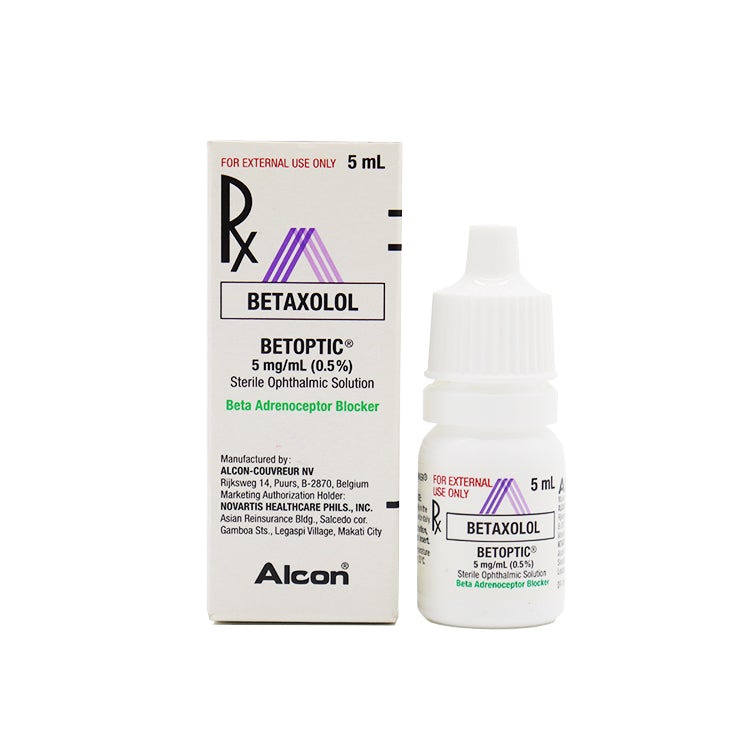 FOR EXTERNAL USE ONLY 5 mL
Rx
BETAXOLOL
BETOPTIC®
5 mg/mL (0.5%)
Sterile Ophthalmic Solution
Beta Adrenoceptor Blocker
Manufactured by:
ALCON-COUVREUR NV
Rijksweg 14, Puurs, B-2870, Belgium
Marketing Authorization Holder:
NOVARTIS HEALTHCARE PHILS., INC.
Asian Reinsurance Bldg., Salcedo cor.
Gamboa Sts., Legaspi Village, Makati City
Alcon®
FOR EXTERNAL 5 mL
USE ONLY
Rx
BETAXOLOL
BETOPTIC®
5 mg/mL (0.5%)
Sterile Ophthalmic Solution
Beta Adrenoceptor Blocker